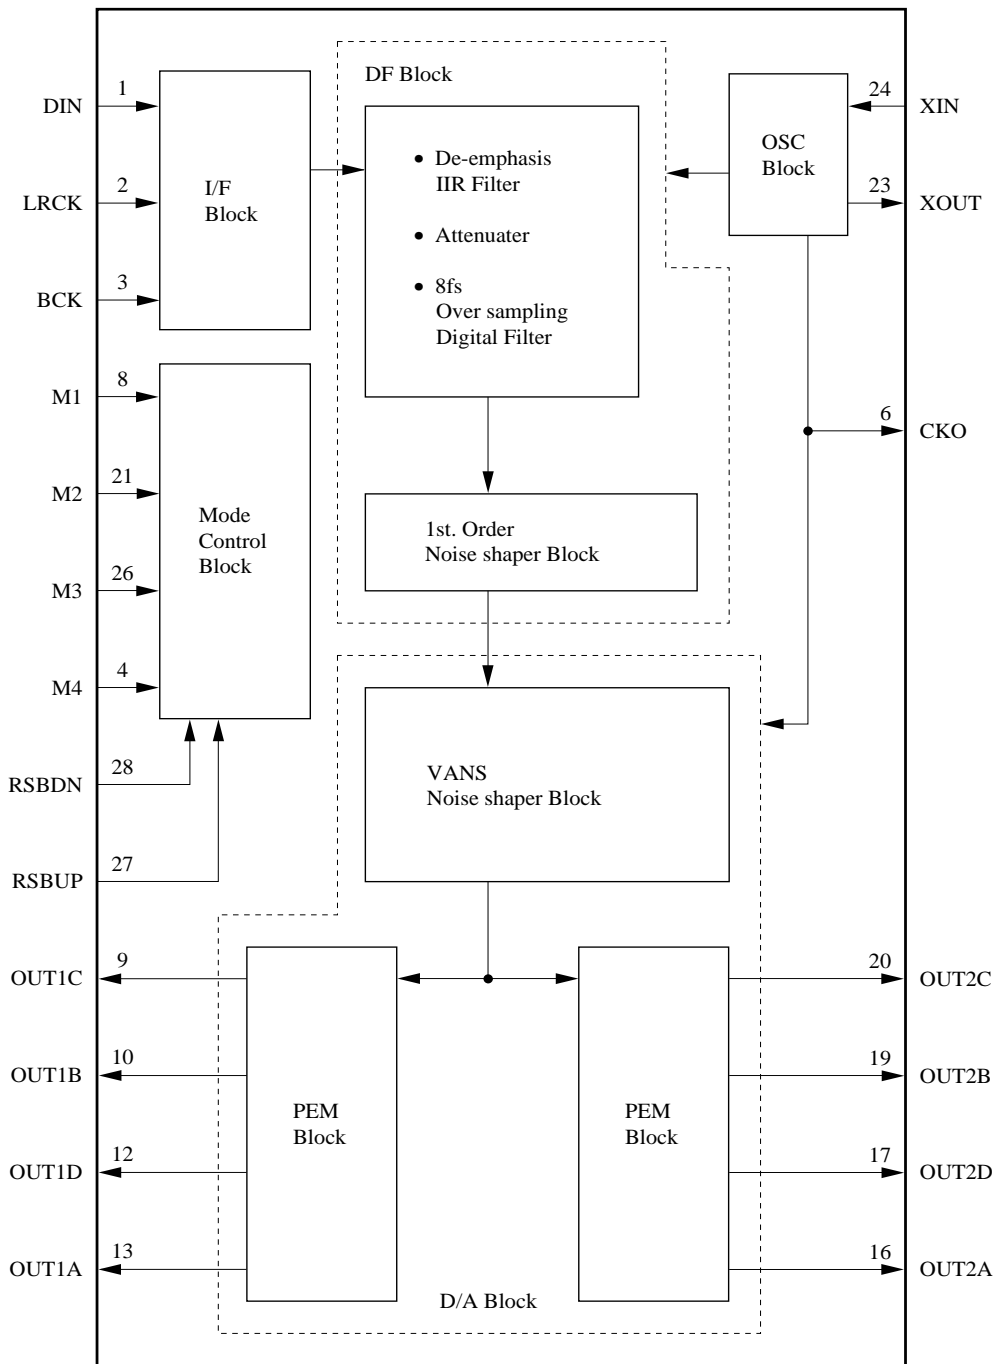 DF Block
DIN
1
24
XIN
• De-emphasis
IIR Filter
OSC
Block
I/F
Block
LRCK
2
23
XOUT
• Attenuater
BCK
3
• 8fs
Over sampling
Digital Filter
M1
8
6
CKO
M2
21
Mode
Control
Block
1st. Order
Noise shaper Block
M3
26
M4
4
RSBDN
28
VANS
Noise shaper Block
RSBUP
27
OUT1C
9
20
OUT2C
OUT1B
10
19
OUT2B
PEM
Block
PEM
Block
OUT1D
12
17
OUT2D
OUT1A
13
16
OUT2A
D/A Block